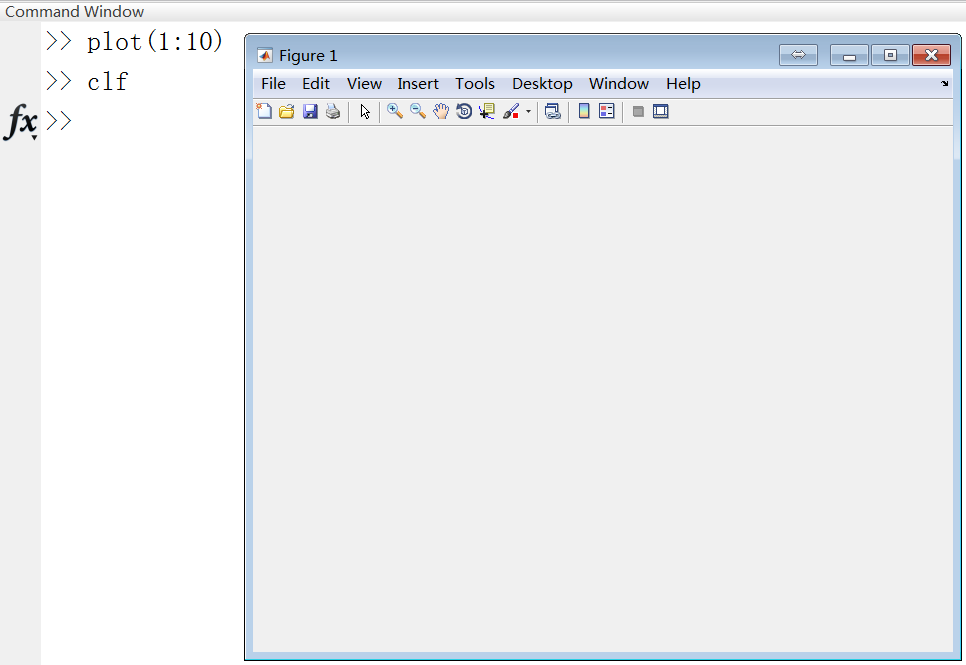 Command Window
>> plot(1:10)
>> clf
fx >>
Figure 1
File Edit View Insert Tools Desktop Window Help